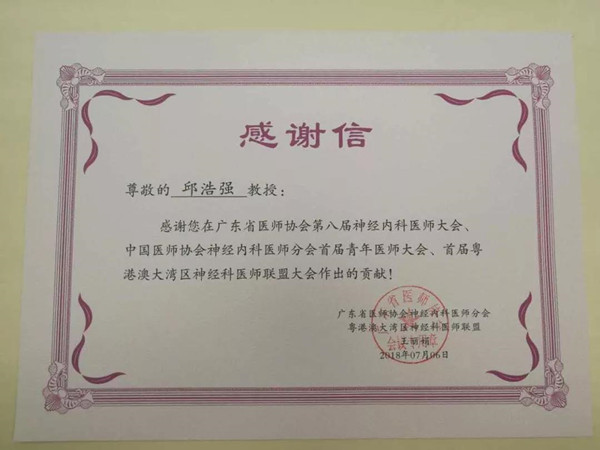 感谢信
尊敬的 邱浩强 教授：
感谢您在广东省医师协会第八届神经内科医师大会、
中国医师协会神经内科医师分会首届青年医师大会、首届粤
港澳大湾区神经科医师联盟大会作出的贡献！
广东省医师协会神经内科医师分会
粤港澳大湾区神经科医师联盟
王丽娟
2018年07月06日